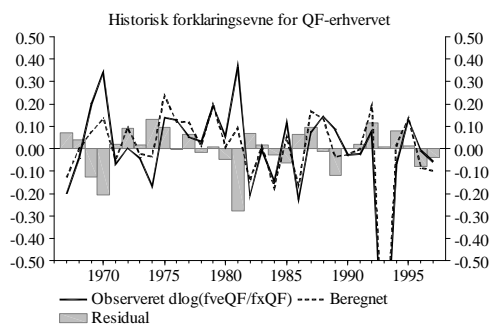 Historisk forklaringsevne for QF-erhvervet
0.50 0.50
0.40 0.40
0.30 0.30
0.20 0.20
0.10 0.10
0.00 0.00
-0.10 -0.10
-0.20 -0.20
-0.30 -0.30
-0.40 -0.40
-0.50 -0.50
1970 1975 1980 1985 1990 1995
Observeret dlog(fveQF/fxQF) Beregnet
Residual